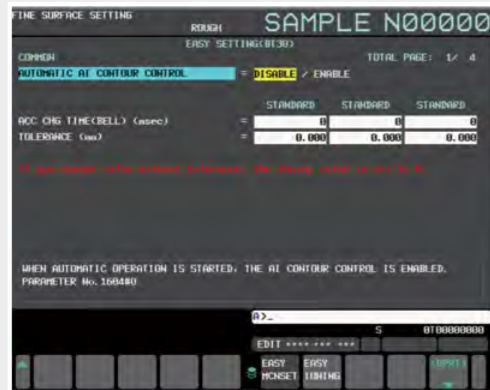 FINE SURFACE SETTING
ROUGH SAMPLE N00000
EASY SETTING(BT30)
COMMON TOTAL PAGE: 1/ 4
AUTOMATIC AI CONTOUR CONTROL = DISABLE / ENABLE
STANDARD STANDARD STANDARD
ACC CHG TIME(BELL) (msec) = 0 0 0
TOLERANCE (mm) = 0.000 0.000 0.000
WHEN AUTOMATIC OPERATION IS STARTED, THE AI CONTOUR CONTROL IS ENABLED.
PARAMETER No. 1604#0
A>_
S 0T00000000
EDIT **** *** ***
EASY MCNSET EASY TUNING (OPRT)